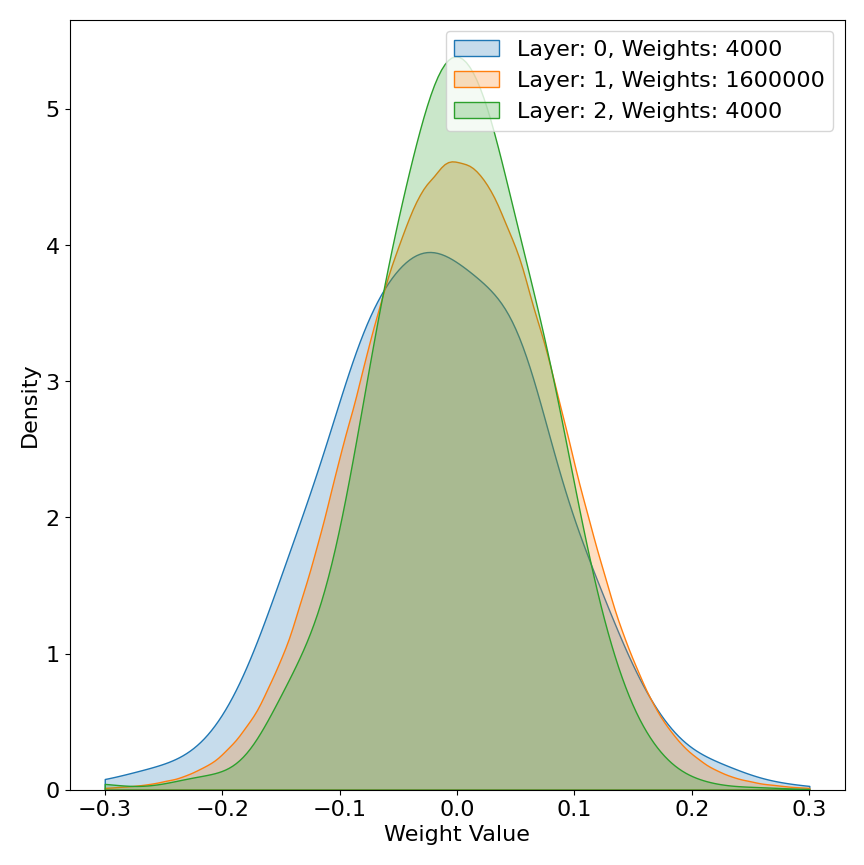 Layer: 0, Weights: 4000
Layer: 1, Weights: 1600000
Layer: 2, Weights: 4000
Density
5
4
3
2
1
0
−0.3 −0.2 −0.1 0.0 0.1 0.2 0.3
Weight Value